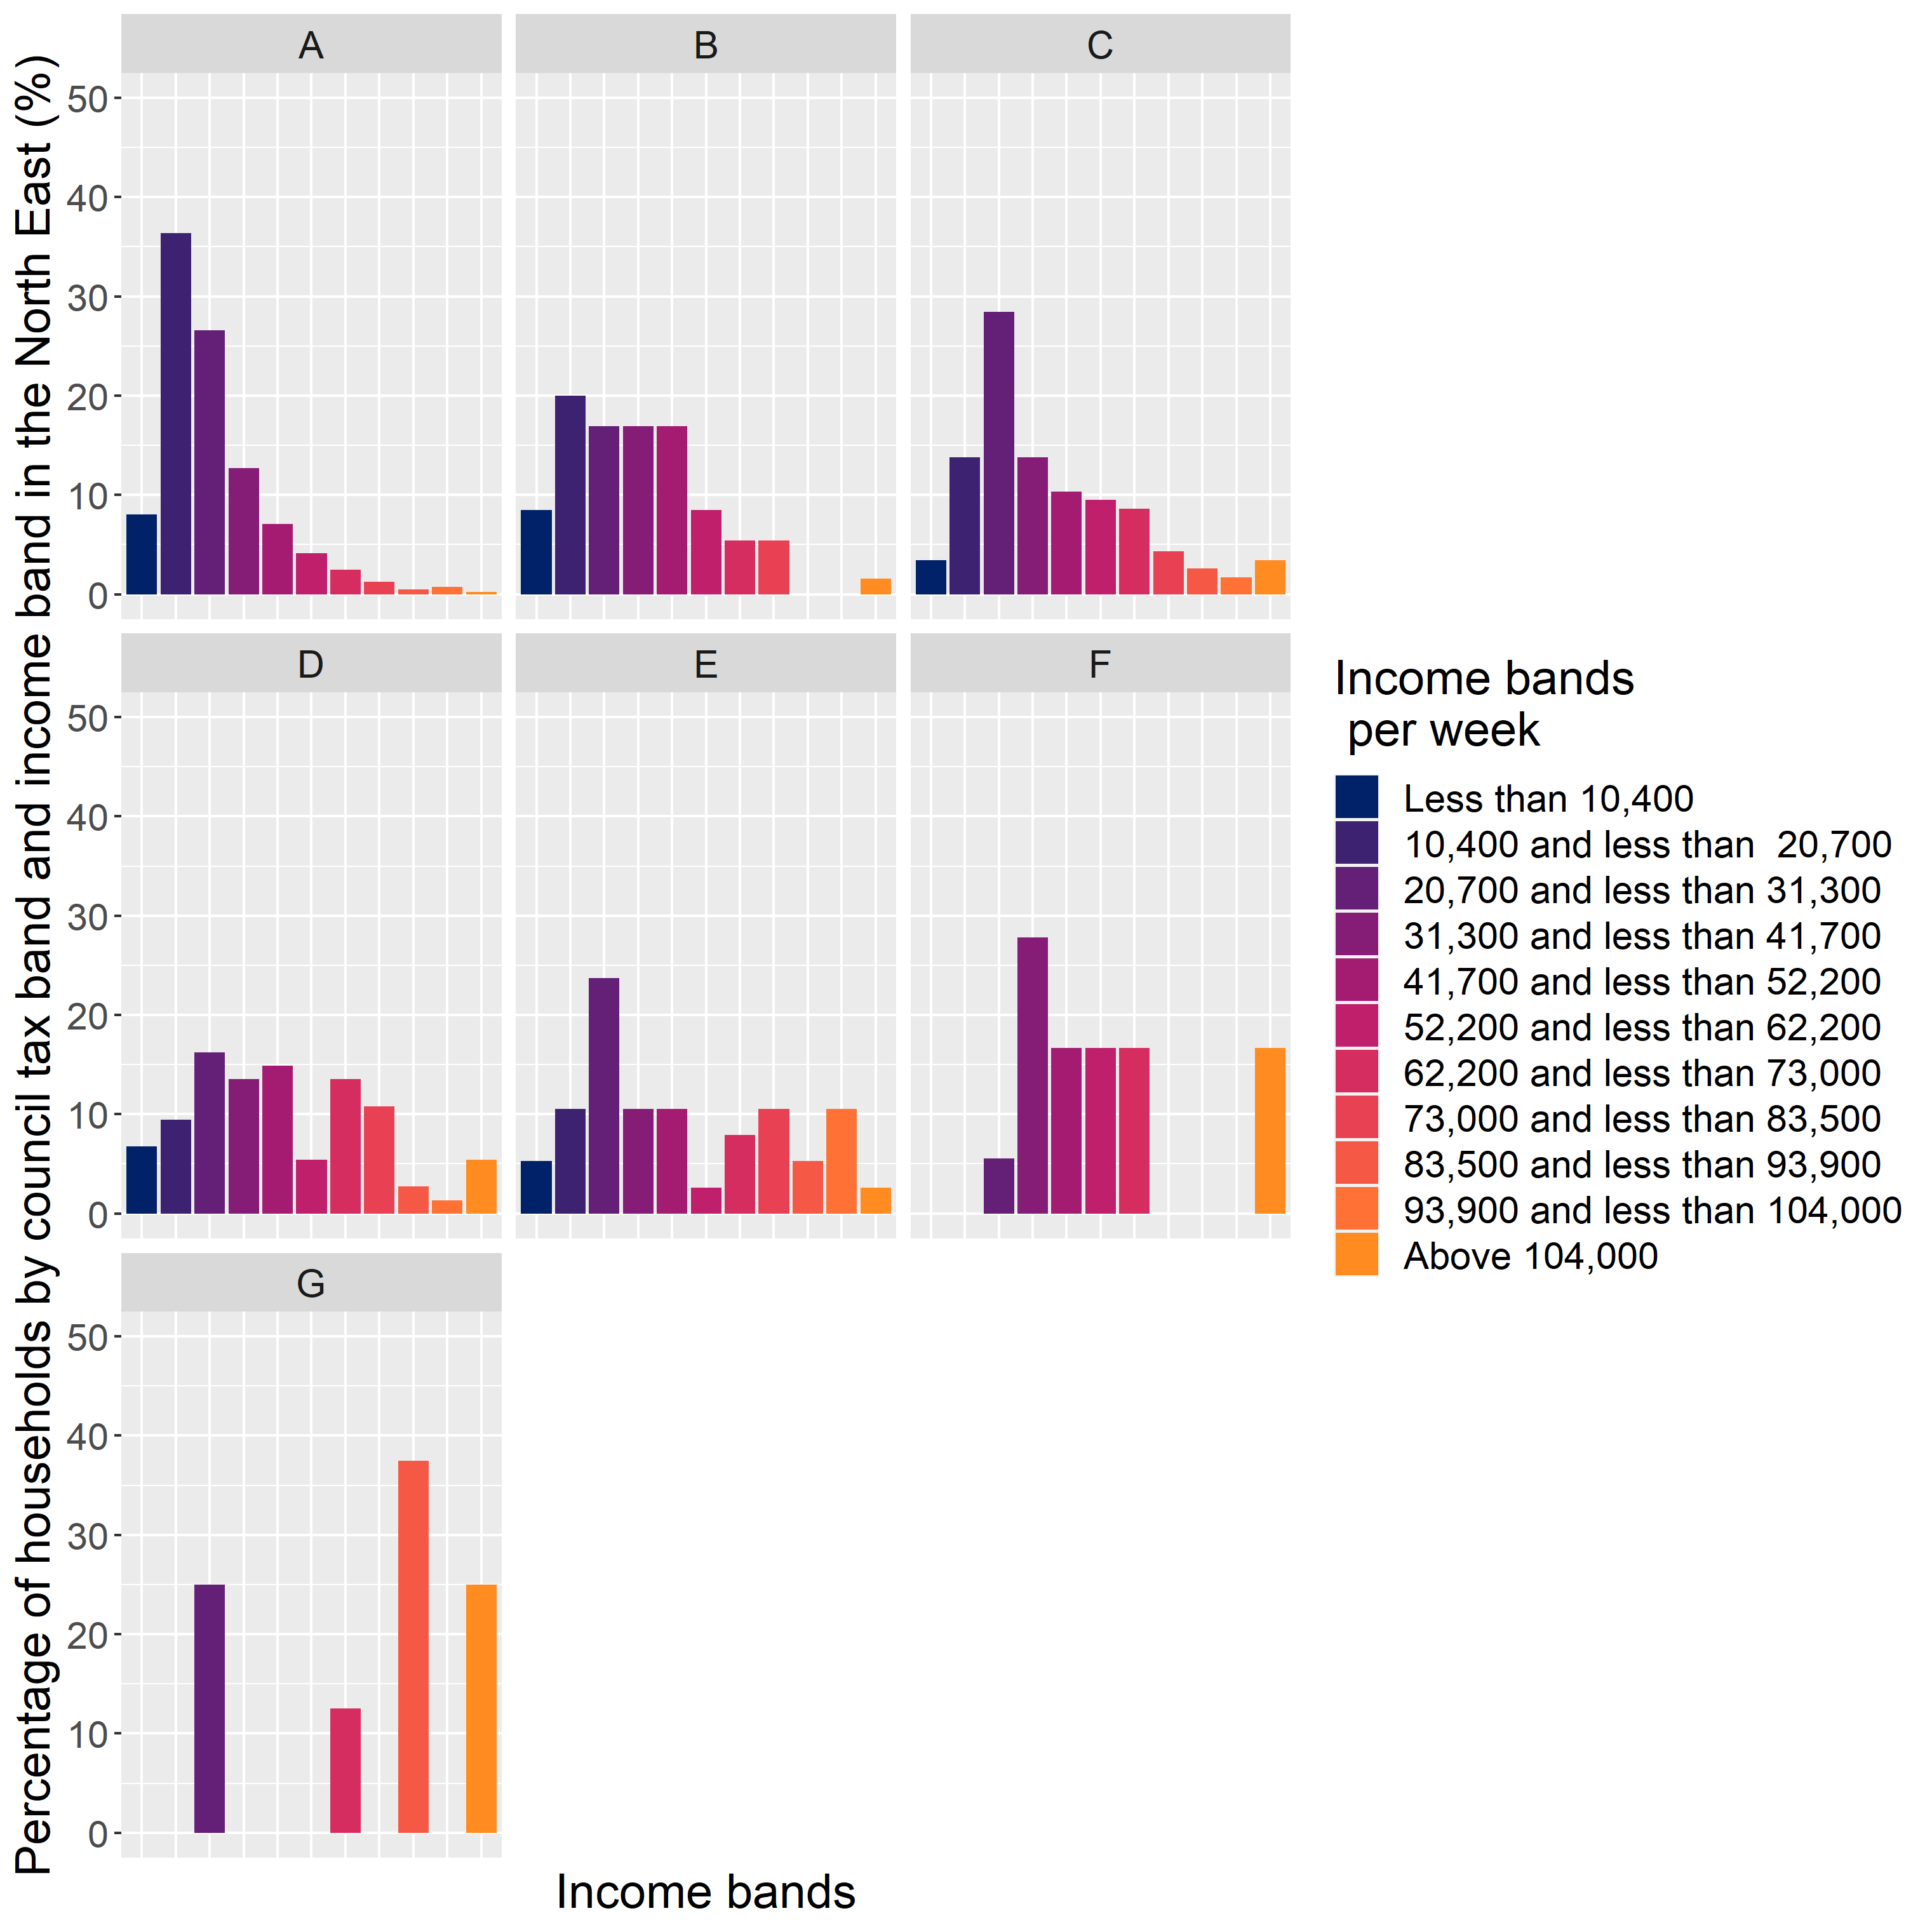 Percentage of households by council tax band and income band in the North East (%)
A
B
C
50
40
30
20
10
0
D
E
F
50
40
30
20
10
0
G
50
40
30
20
10
0
Income bands
Income bands
per week
Less than 10,400
10,400 and less than  20,700
20,700 and less than 31,300
31,300 and less than 41,700
41,700 and less than 52,200
52,200 and less than 62,200
62,200 and less than 73,000
73,000 and less than 83,500
83,500 and less than 93,900
93,900 and less than 104,000
Above 104,000